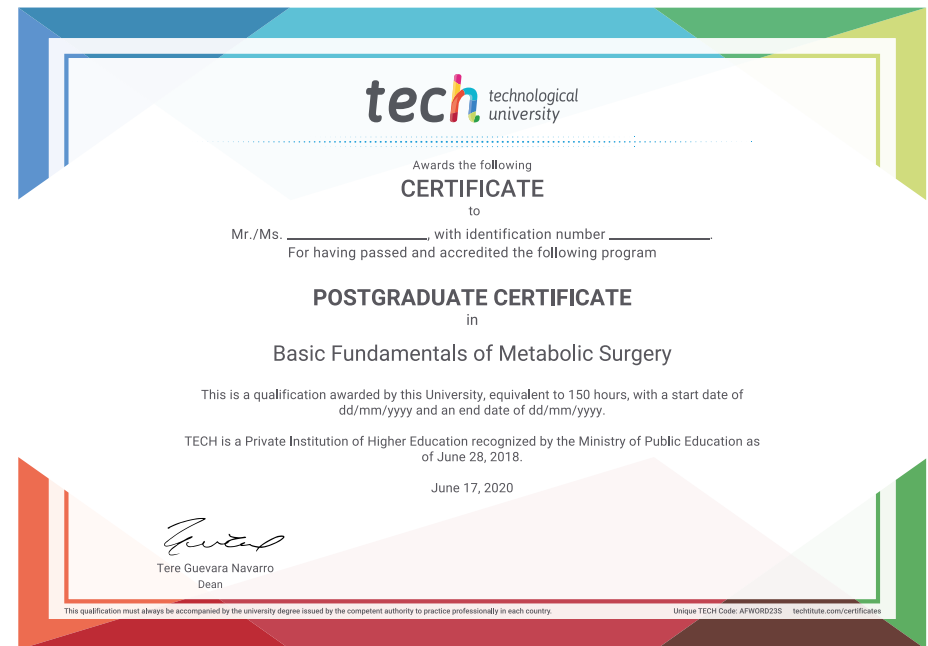 tech technological
university
Awards the following
CERTIFICATE
to
Mr./Ms. ____________________, with identification number ______________.
For having passed and accredited the following program
POSTGRADUATE CERTIFICATE
in
Basic Fundamentals of Metabolic Surgery
This is a qualification awarded by this University, equivalent to 150 hours, with a start date of
dd/mm/yyyy and an end date of dd/mm/yyyy.
TECH is a Private Institution of Higher Education recognized by the Ministry of Public Education as
of June 28, 2018.
June 17, 2020
Tere Guevara Navarro
Dean
This qualification must always be accompanied by the university degree issued by the competent authority to practice professionally in each country. Unique TECH Code: AFWORD23S techtitute.com/certificates